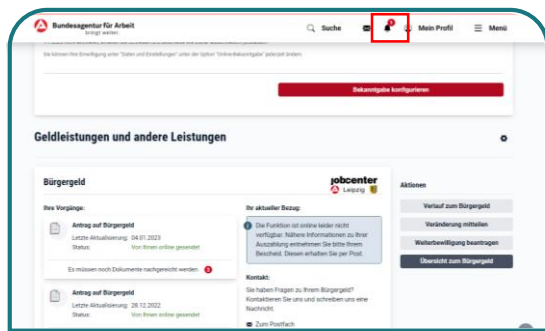 Bundesagentur für Arbeit
bringt weiter.
Suche
Mein Profil
Menü
Sie können Ihre Einwilligung unter "Daten und Einstellungen" unter der Option "Online-Bekanntgabe" jederzeit ändern.
Bekanntgabe konfigurieren
Geldleistungen und andere Leistungen
Bürgergeld
jobcenter
Leipzig
Ihre Vorgänge:
Antrag auf Bürgergeld
Letzte Aktualisierung: 04.01.2023
Status: Von Ihnen online gesendet
Es müssen noch Dokumente nachgereicht werden.
Antrag auf Bürgergeld
Letzte Aktualisierung: 28.12.2022
Status: Von Ihnen online gesendet
Ihr aktueller Bezug:
Die Funktion ist online leider nicht
verfügbar. Nähere Informationen zu Ihrer
Auszahlung entnehmen Sie bitte Ihrem
Bescheid. Diesen erhalten Sie per Post.
Kontakt:
Sie haben Fragen zu Ihrem Bürgergeld?
Kontaktieren Sie uns und schreiben uns eine
Nachricht.
Zum Postfach
Aktionen
Verlauf zum Bürgergeld
Veränderung mitteilen
Weiterbewilligung beantragen
Übersicht zum Bürgergeld